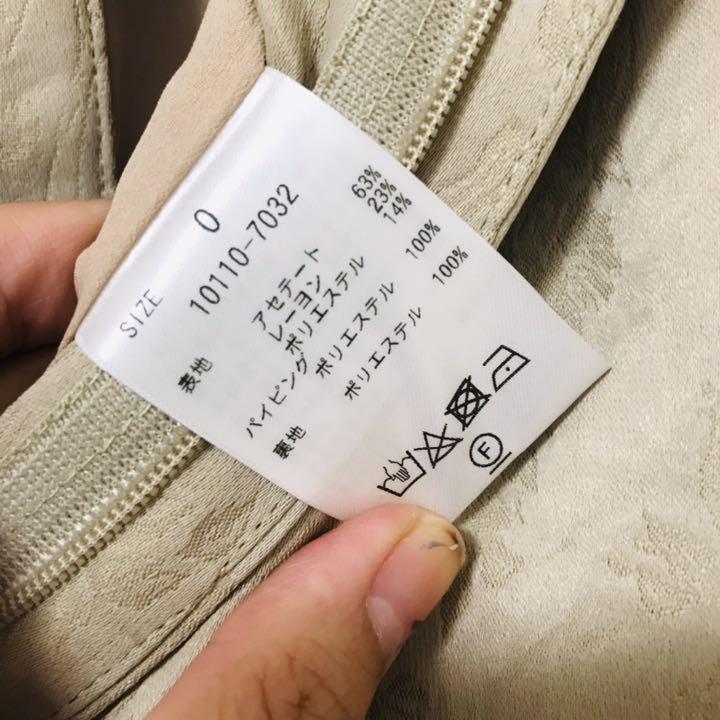 SIZE 0
10110-7032
表地 アセテート 63%
レーヨン 23%
ポリエステル 14%
パイピング ポリエステル 100%
裏地 ポリエステル 100%
F